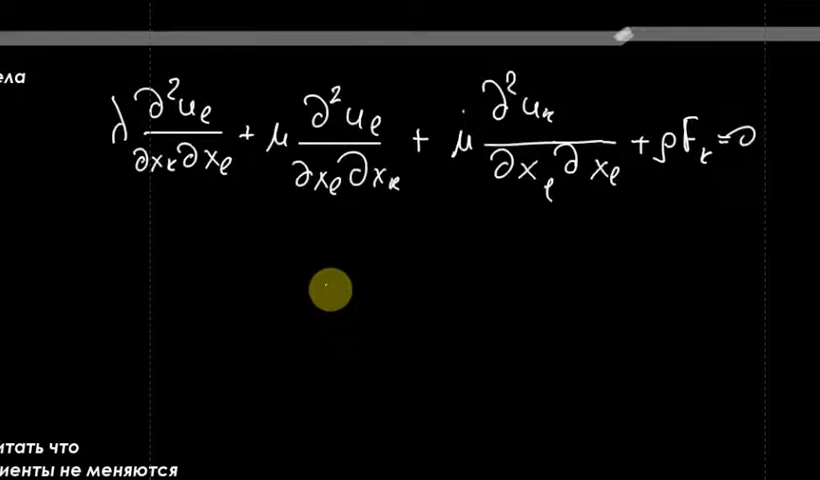 ела
λ ∂²u_ℓ/∂x_k∂x_ℓ + μ ∂²u_ℓ/∂x_ℓ∂x_k + μ ∂²u_k/∂x_ℓ∂x_ℓ + ρF_k = 0
итать что
иенты не меняются